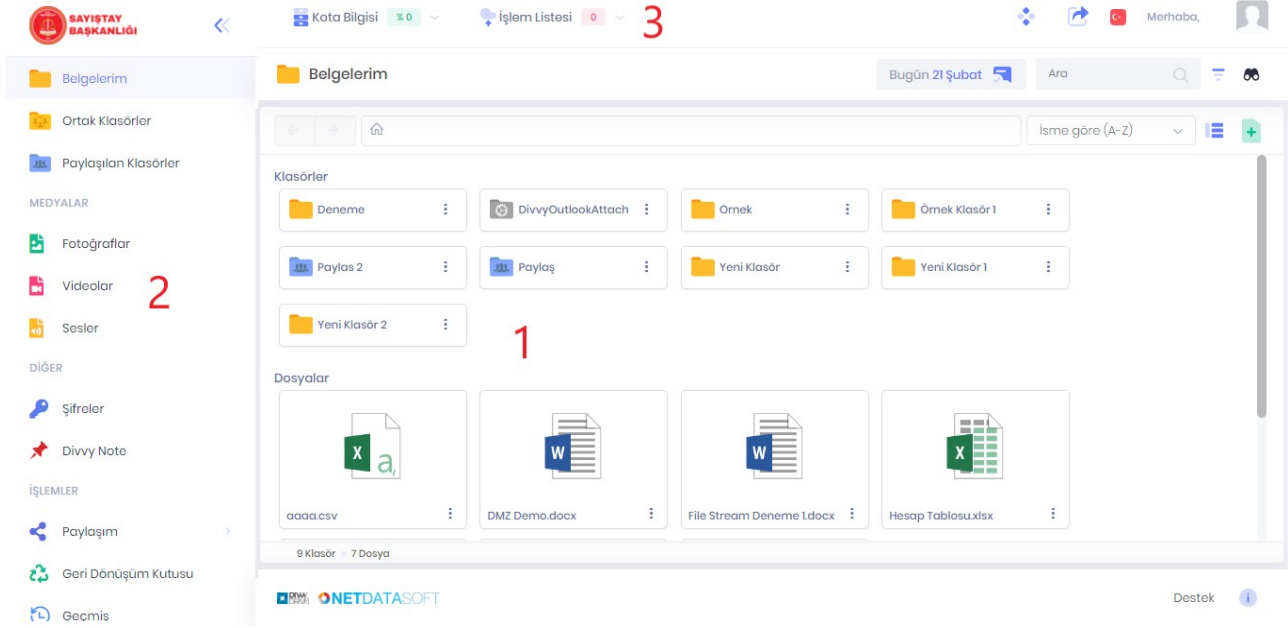 SAYIŞTAY
BAŞKANLIĞI
Kota Bilgisi %0
İşlem Listesi 0
3
Merhaba,
Belgelerim
Ortak Klasörler
Paylaşılan Klasörler
MEDYALAR
Fotoğraflar
Videolar
2
Sesler
DİĞER
Şifreler
Divvy Note
İŞLEMLER
Paylaşım
Geri Dönüşüm Kutusu
Geçmiş
Belgelerim
Bugün 21 Şubat
Ara
İsme göre (A-Z)
Klasörler
Deneme
DivvyOutlookAttach
Ornek
Örnek Klasör 1
Paylas 2
Paylaş
Yeni Klasör
Yeni Klasör 1
Yeni Klasör 2
1
Dosyalar
X a,
W
W
X
aaaa.csv
DMZ Demo.docx
File Stream Deneme 1.docx
Hesap Tablosu.xlsx
9 Klasör 7 Dosya
NETDATASOFT
Destek i